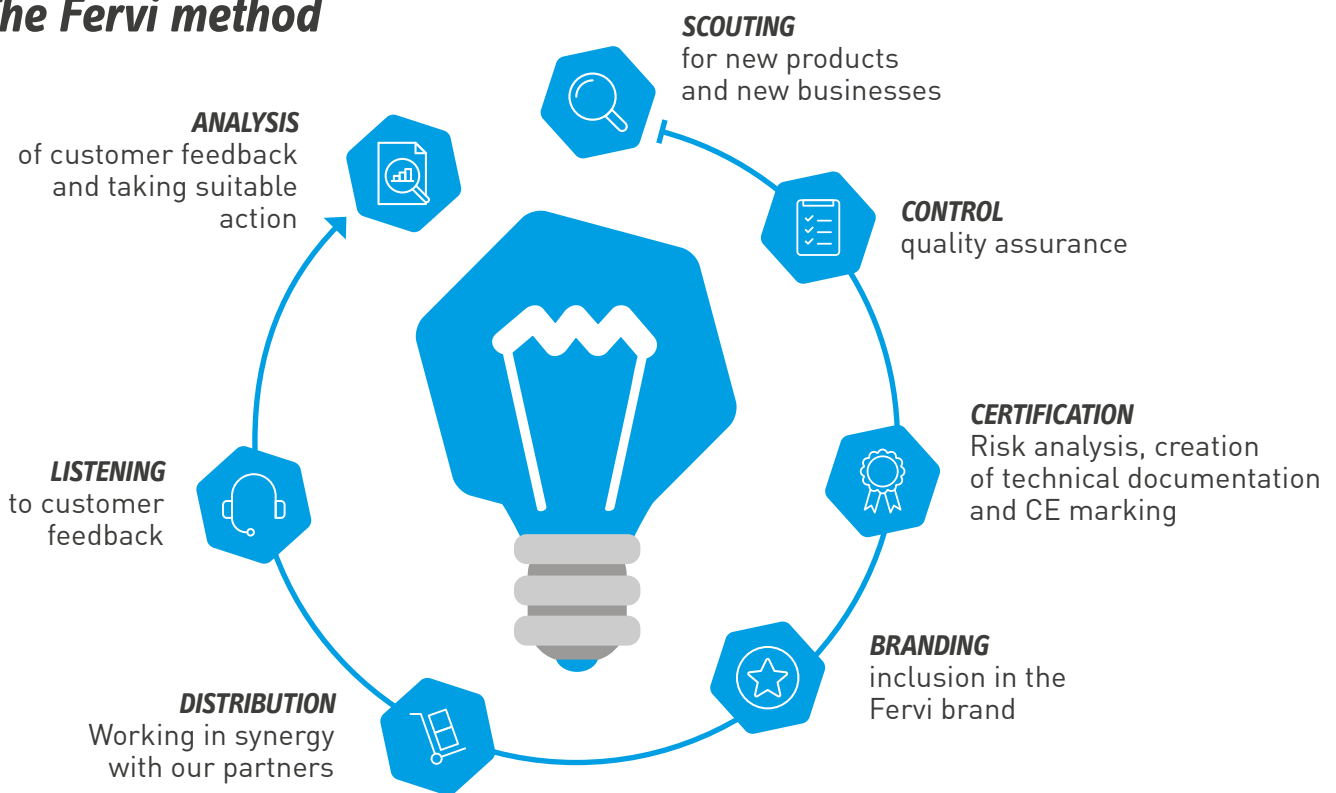 The Fervi method
SCOUTING
for new products
and new businesses
CONTROL
quality assurance
CERTIFICATION
Risk analysis, creation
of technical documentation
and CE marking
BRANDING
inclusion in the
Fervi brand
DISTRIBUTION
Working in synergy
with our partners
LISTENING
to customer
feedback
ANALYSIS
of customer feedback
and taking suitable
action